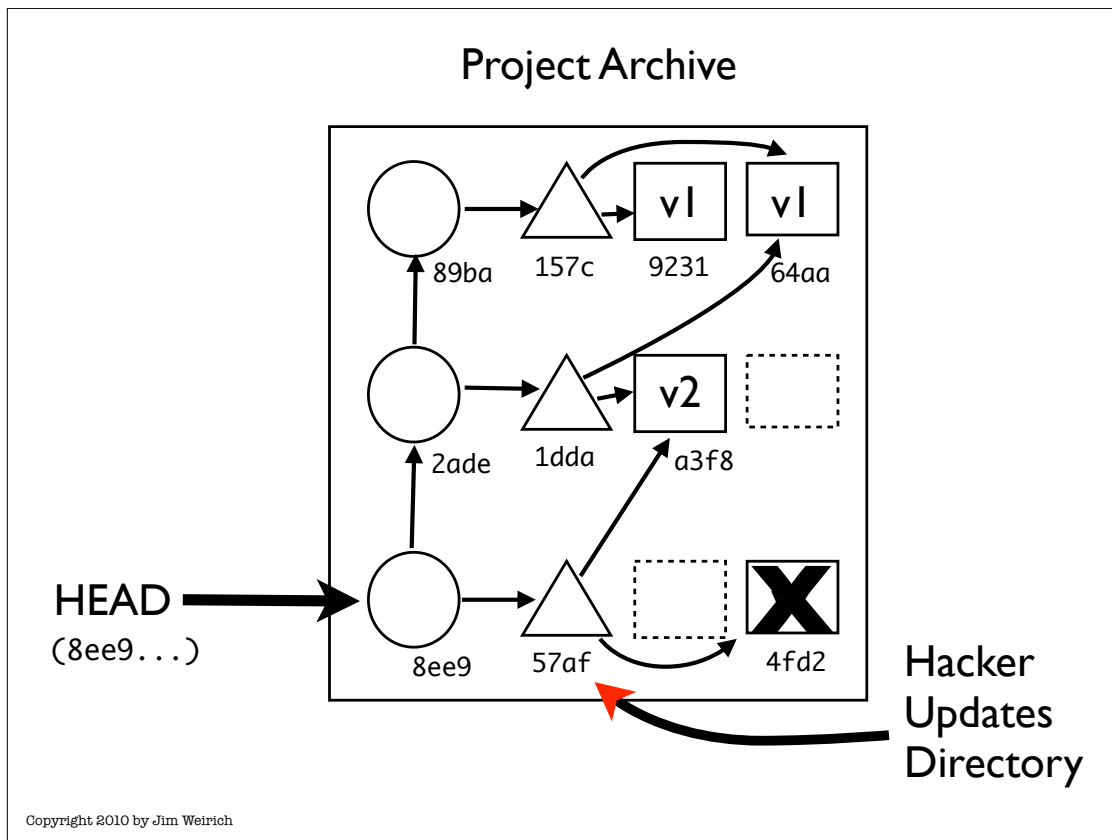 Project Archive
v1 v1
89ba 157c 9231 64aa
v2
2ade 1dda a3f8
X
HEAD
(8ee9...)
8ee9 57af 4fd2
Hacker
Updates
Directory
Copyright 2010 by Jim Weirich